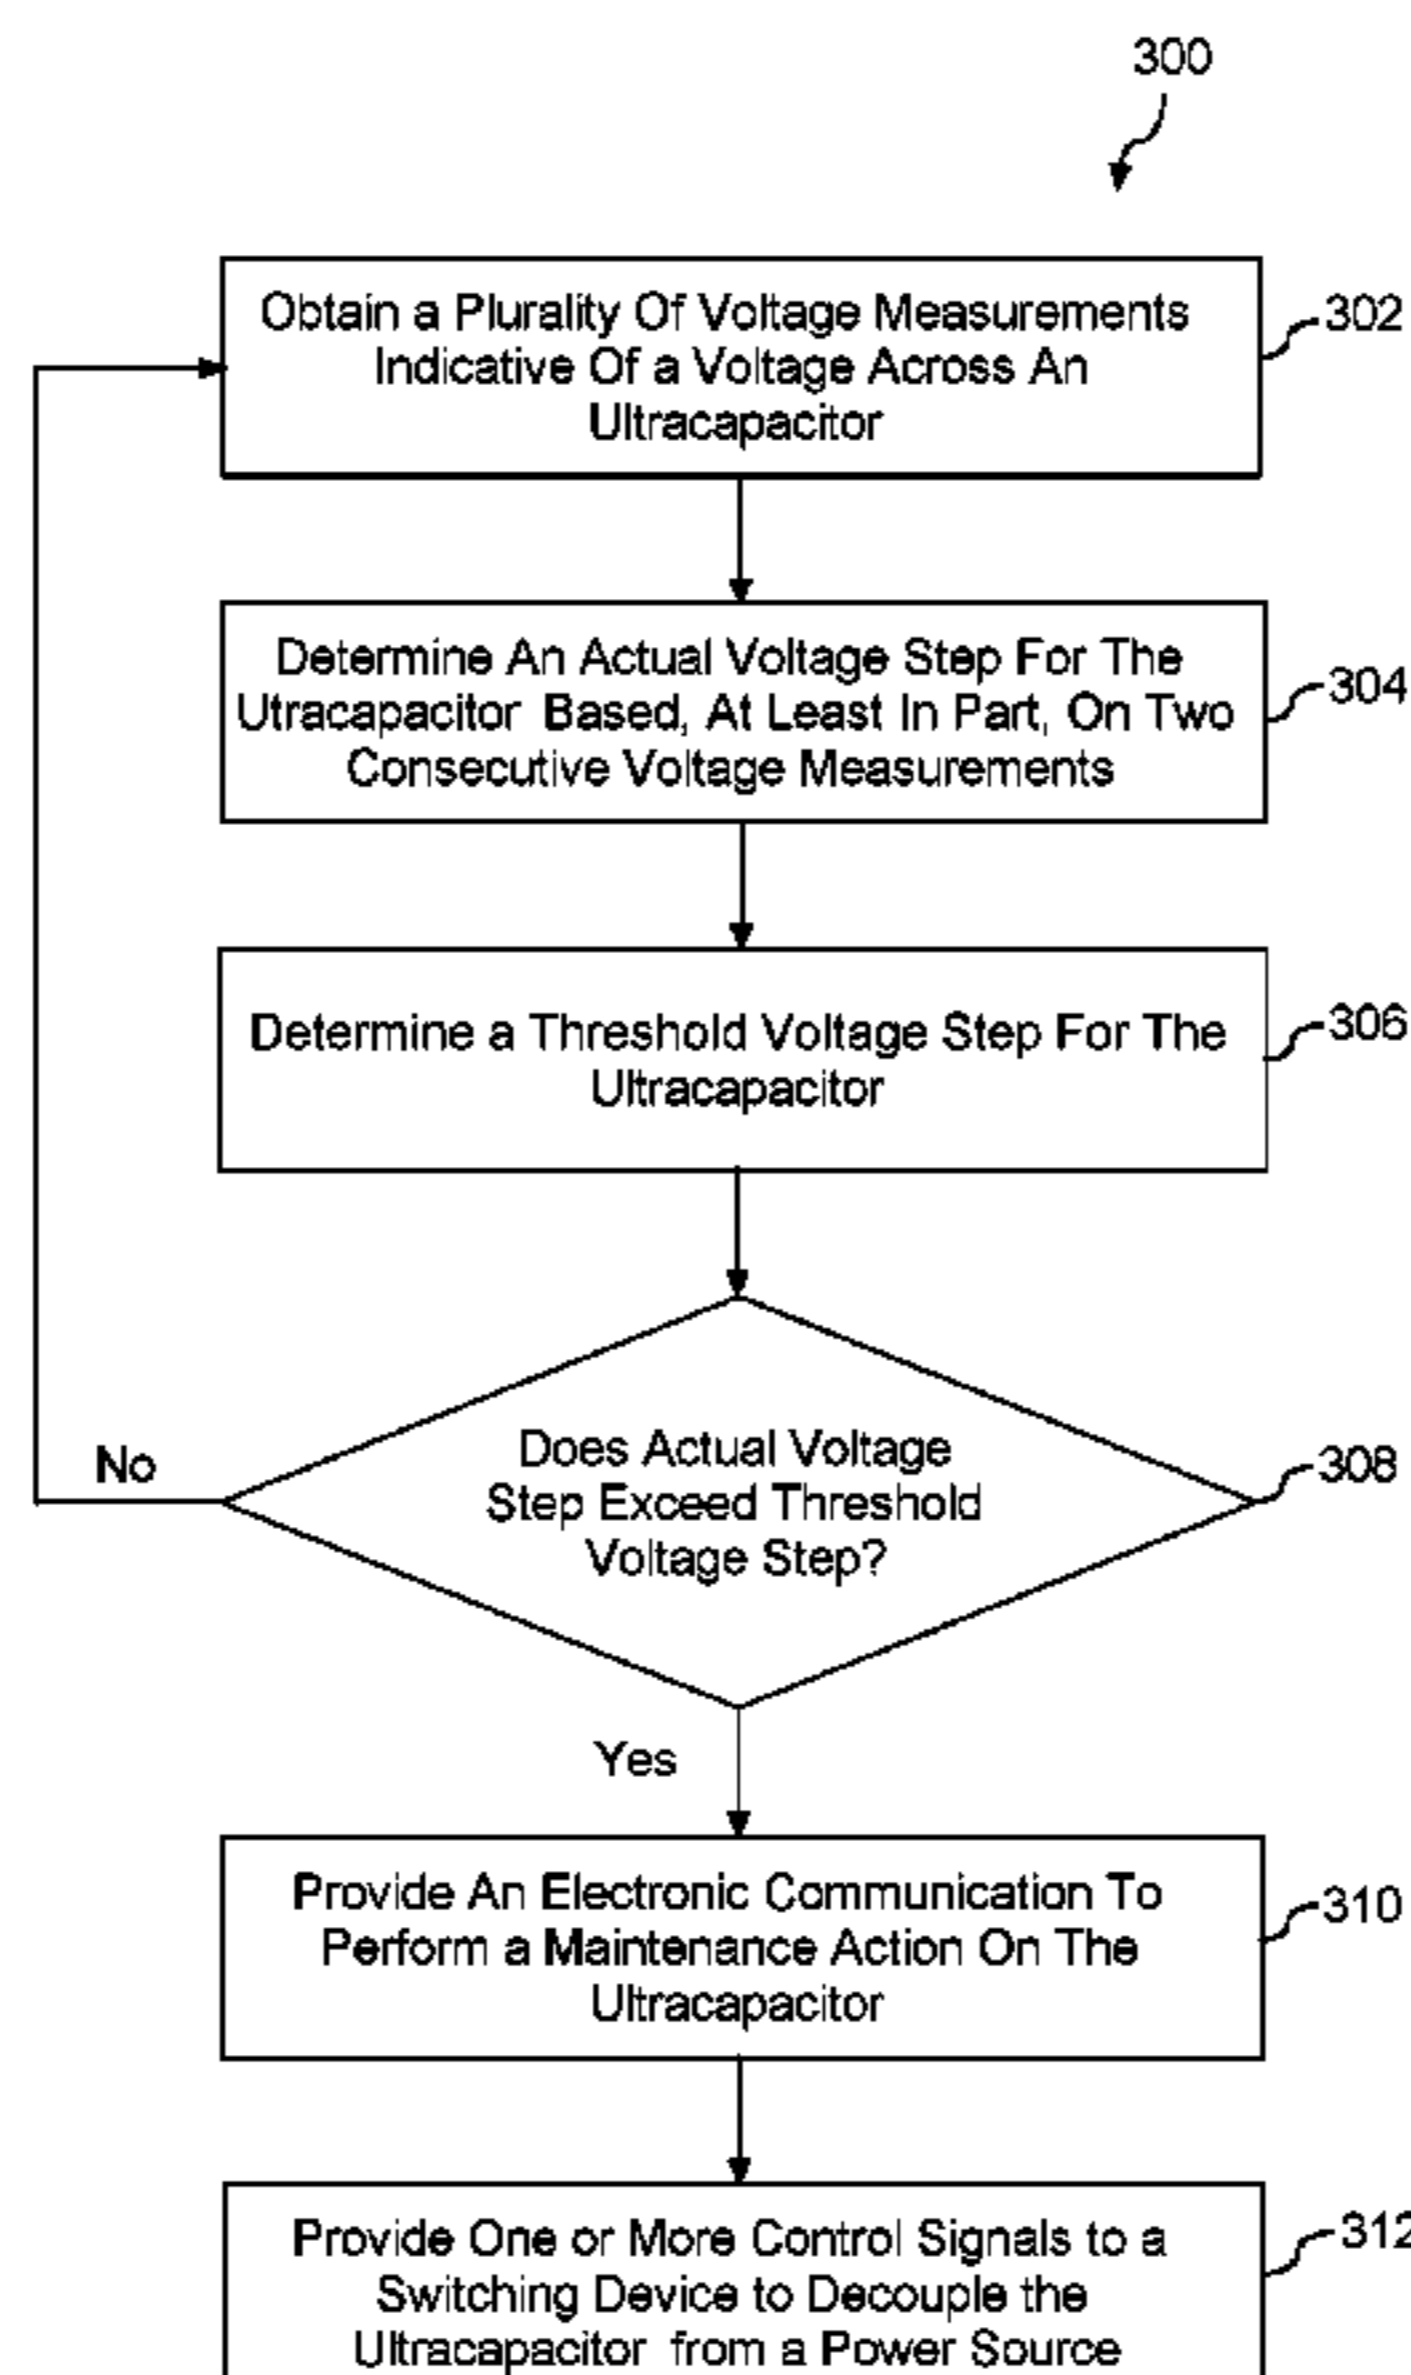 300
Obtain a Plurality Of Voltage Measurements
Indicative Of a Voltage Across An
Ultracapacitor
302
Determine An Actual Voltage Step For The
Utracapacitor Based, At Least In Part, On Two
Consecutive Voltage Measurements
304
Determine a Threshold Voltage Step For The
Ultracapacitor
306
Does Actual Voltage
Step Exceed Threshold
Voltage Step?
308
No
Yes
Provide An Electronic Communication To
Perform a Maintenance Action On The
Ultracapacitor
310
Provide One or More Control Signals to a
Switching Device to Decouple the
Ultracapacitor from a Power Source
312